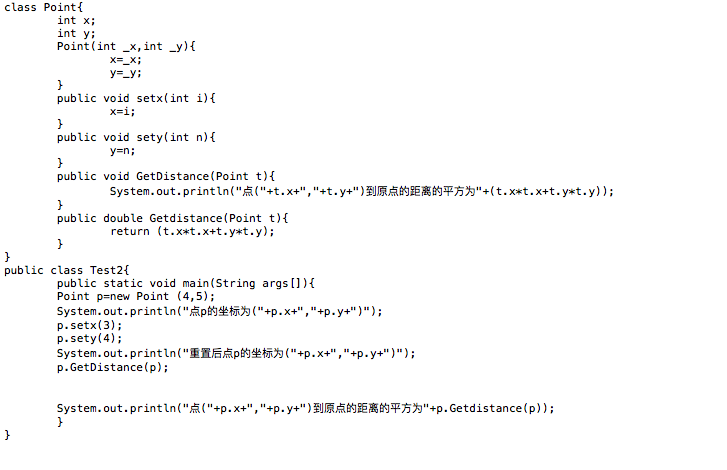 class Point{
int x;
int y;
Point(int _x,int _y){
x=_x;
y=_y;
}
public void setx(int i){
x=i;
}
public void sety(int n){
y=n;
}
public void GetDistance(Point t){
System.out.println("点("+t.x+","+t.y+")到原点的距离的平方为"+(t.x*t.x+t.y*t.y));
}
public double Getdistance(Point t){
return (t.x*t.x+t.y*t.y);
}
}
public class Test2{
public static void main(String args[]){
Point p=new Point (4,5);
System.out.println("点p的坐标为("+p.x+","+p.y+")");
p.setx(3);
p.sety(4);
System.out.println("重置后点p的坐标为("+p.x+","+p.y+")");
p.GetDistance(p);
System.out.println("点("+p.x+","+p.y+")到原点的距离的平方为"+p.Getdistance(p));
}
}